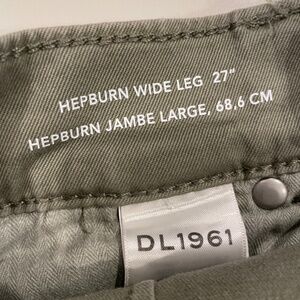 HEPBURN WIDE LEG 27"
HEPBURN JAMBE LARGE, 68,6 CM
DL1961